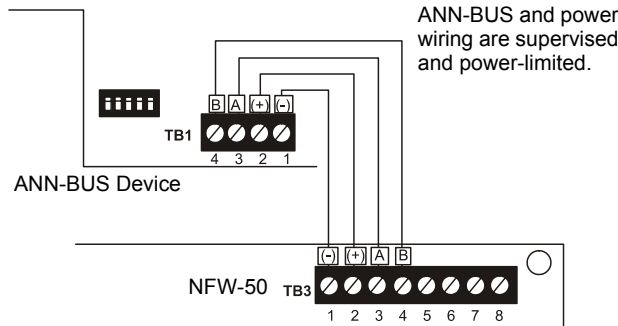 ANN-BUS and power
wiring are supervised
and power-limited.
B A (+) (-)
TB1
4 3 2 1
ANN-BUS Device
(-) (+) A B
NFW-50 TB3
1 2 3 4 5 6 7 8